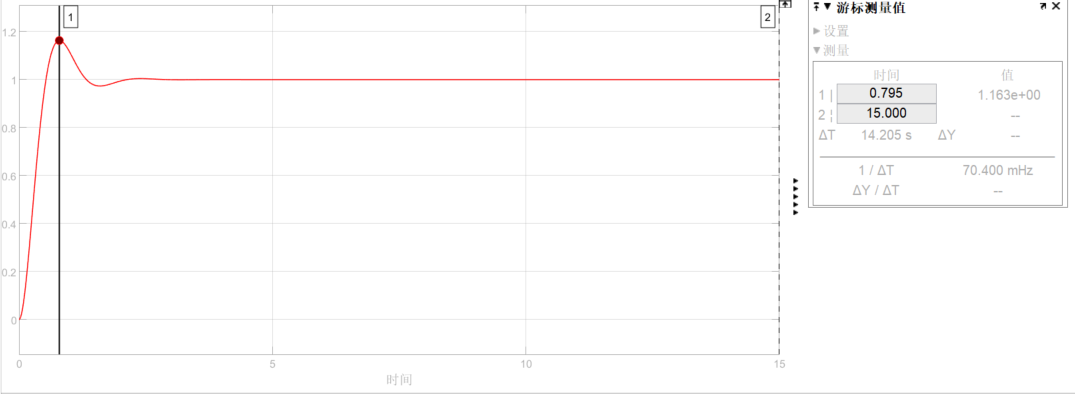 1
2
1.2
1
0.8
0.6
0.4
0.2
0
0 5 10 15
时间
游标测量值
设置
测量
时间 值
1 | 0.795 1.163e+00
2 ¦ 15.000 --
ΔT 14.205 s ΔY --
1 / ΔT 70.400 mHz
ΔY / ΔT --